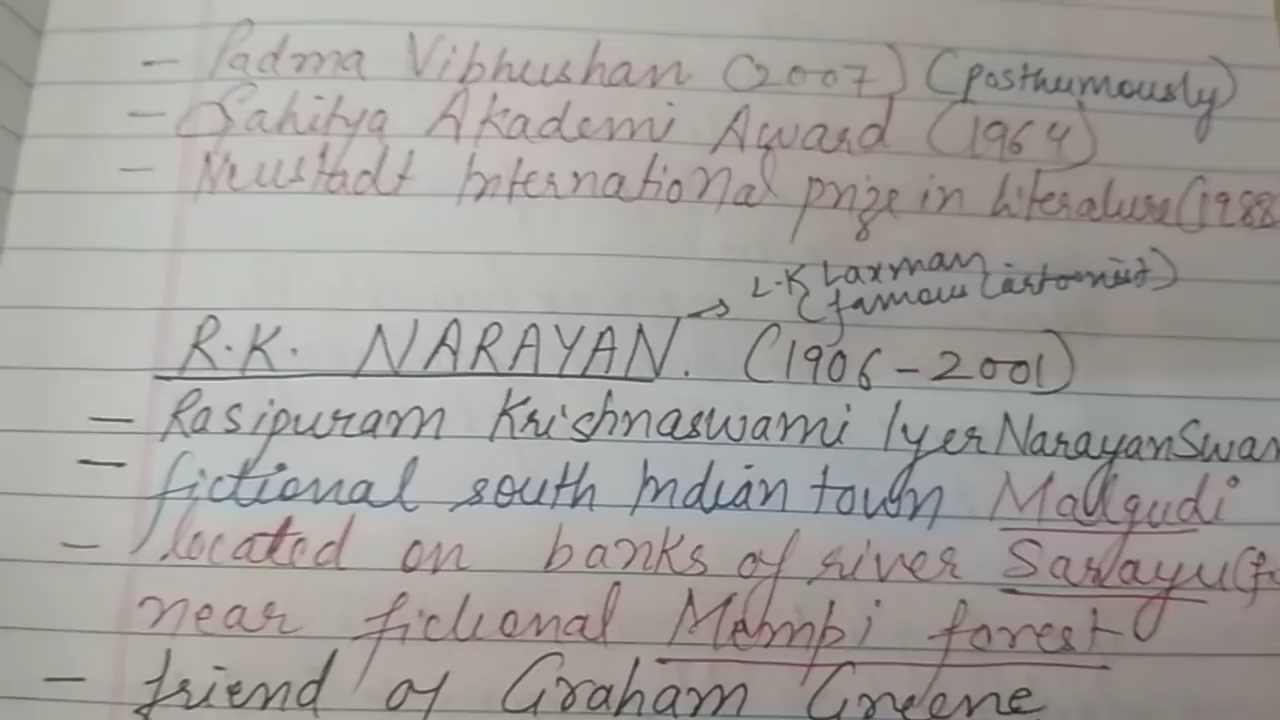 - Padma Vibhushan (2007) (posthumously)
- Sahitya Akademi Award (1964)
- Neustadt International prize in literature (1988
→ L.K Laxman
(famous cartoonist)
R.K. NARAYAN. (1906-2001)
- Rasipuram Krishnaswami Iyer NarayanSwam
- fictional south Indian town Mallgudi
- located on banks of river Sarayu (f
near fictional Mempi forest
- friend of Graham Greene